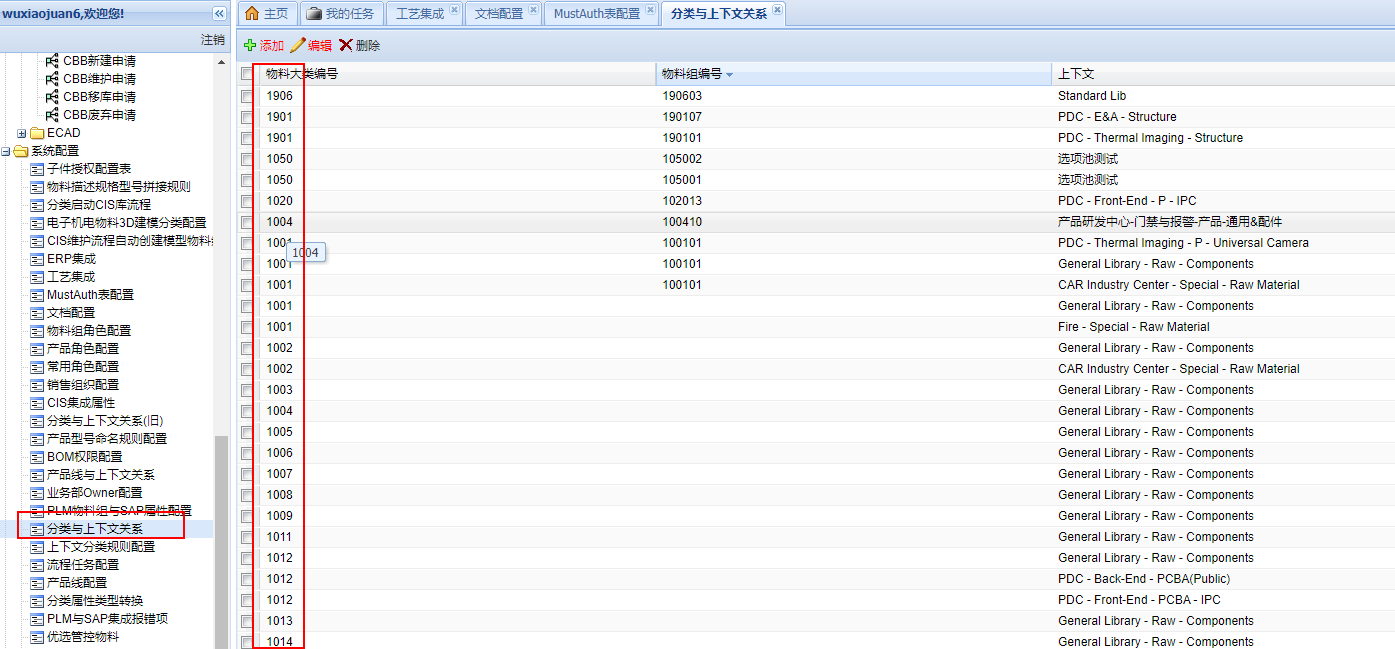 wuxiaojuan6,欢迎您!
注销
CBB新建申请
CBB维护申请
CBB移库申请
CBB废弃申请
ECAD
系统配置
子件授权配置表
物料描述规格型号拼接规则
分类启动CIS库流程
电子机电物料3D建模分类配置
CIS维护流程自动创建模型物料
ERP集成
工艺集成
MustAuth表配置
文档配置
物料组角色配置
产品角色配置
常用角色配置
销售组织配置
CIS集成属性
分类与上下文关系(旧)
产品型号命名规则配置
BOM权限配置
产品线与上下文关系
业务部Owner配置
PLM物料组与SAP属性配置
分类与上下文关系
上下文分类规则配置
流程任务配置
产品线配置
分类属性类型转换
PLM与SAP集成报错项
优选管控物料
主页 我的任务 工艺集成 文档配置 MustAuth表配置 分类与上下文关系
添加 编辑 删除
物料大类编号 物料组编号 上下文
1906 190603 Standard Lib
1901 190107 PDC - E&A - Structure
1901 190101 PDC - Thermal Imaging - Structure
1050 105002 选项池测试
1050 105001 选项池测试
1020 102013 PDC - Front-End - P - IPC
1004 100410 产品研发中心-门禁与报警-产品-通用&配件
1001 100101 PDC - Thermal Imaging - P - Universal Camera
1004
1001 100101 General Library - Raw - Components
1001 100101 CAR Industry Center - Special - Raw Material
1001 General Library - Raw - Components
1001 Fire - Special - Raw Material
1002 General Library - Raw - Components
1002 CAR Industry Center - Special - Raw Material
1003 General Library - Raw - Components
1004 General Library - Raw - Components
1005 General Library - Raw - Components
1006 General Library - Raw - Components
1007 General Library - Raw - Components
1008 General Library - Raw - Components
1009 General Library - Raw - Components
1011 General Library - Raw - Components
1012 General Library - Raw - Components
1012 PDC - Back-End - PCBA(Public)
1012 PDC - Front-End - PCBA - IPC
1013 General Library - Raw - Components
1014 General Library - Raw - Components